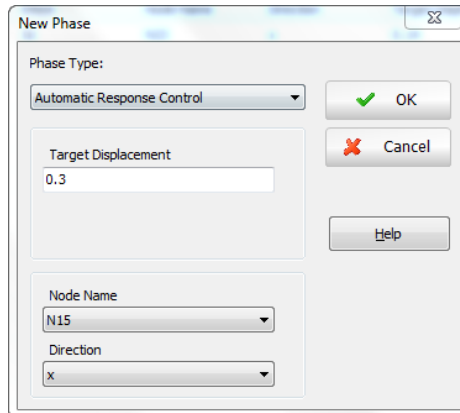 New Phase
Phase Type:
Automatic Response Control
OK
Target Displacement
Cancel
0.3
Help
Node Name
N15
Direction
x